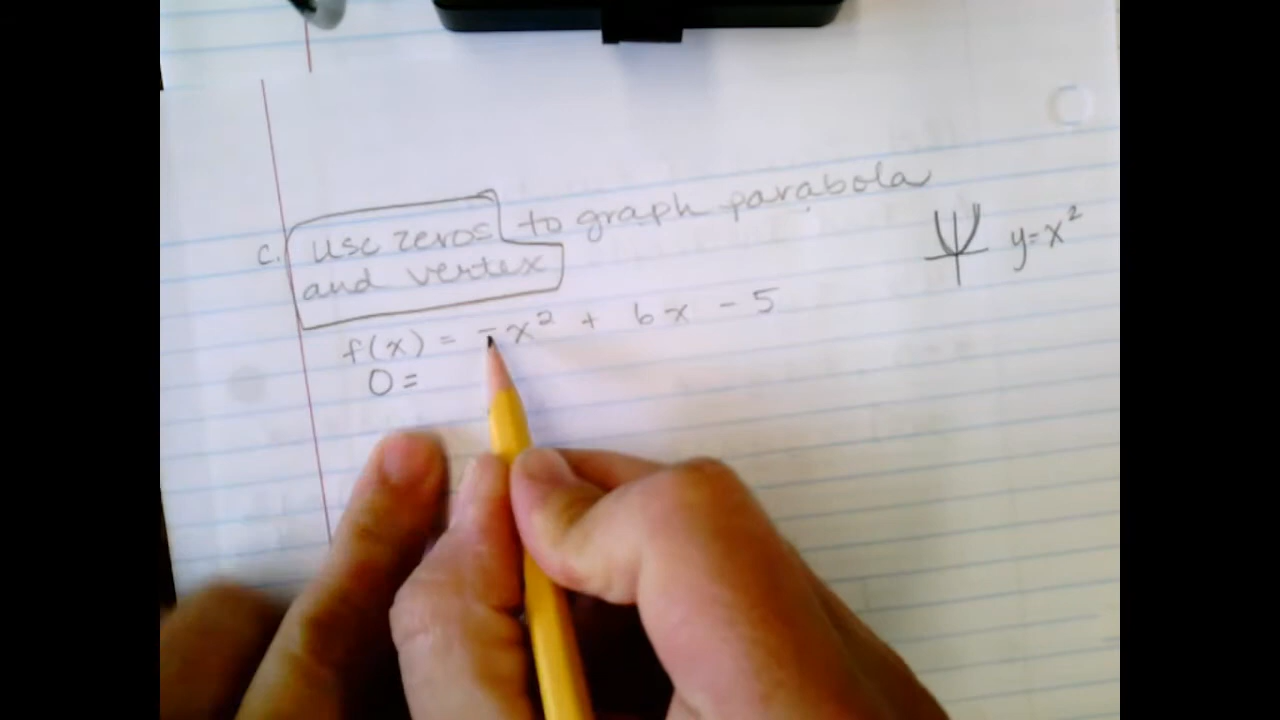 c. use zeros to graph parabola
and vertex
y=x²
f(x) = -x² + 6x - 5
0 =